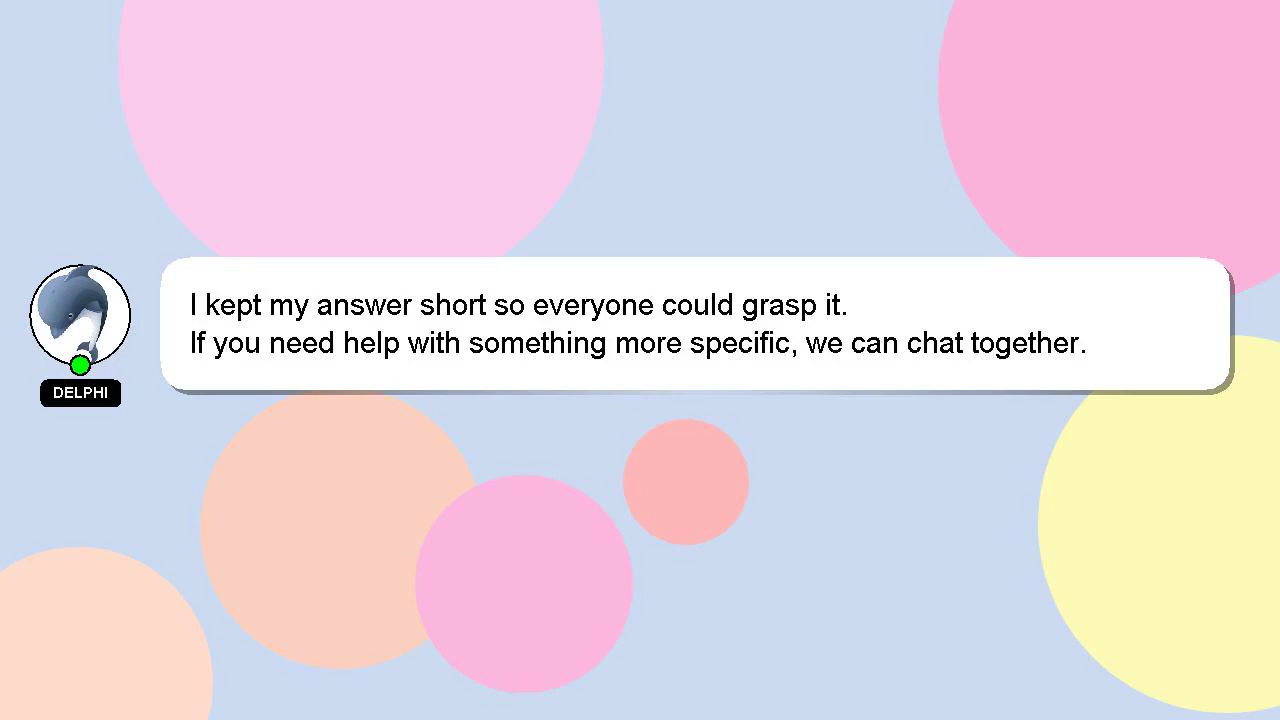 I kept my answer short so everyone could grasp it.
If you need help with something more specific, we can chat together.
DELPHI